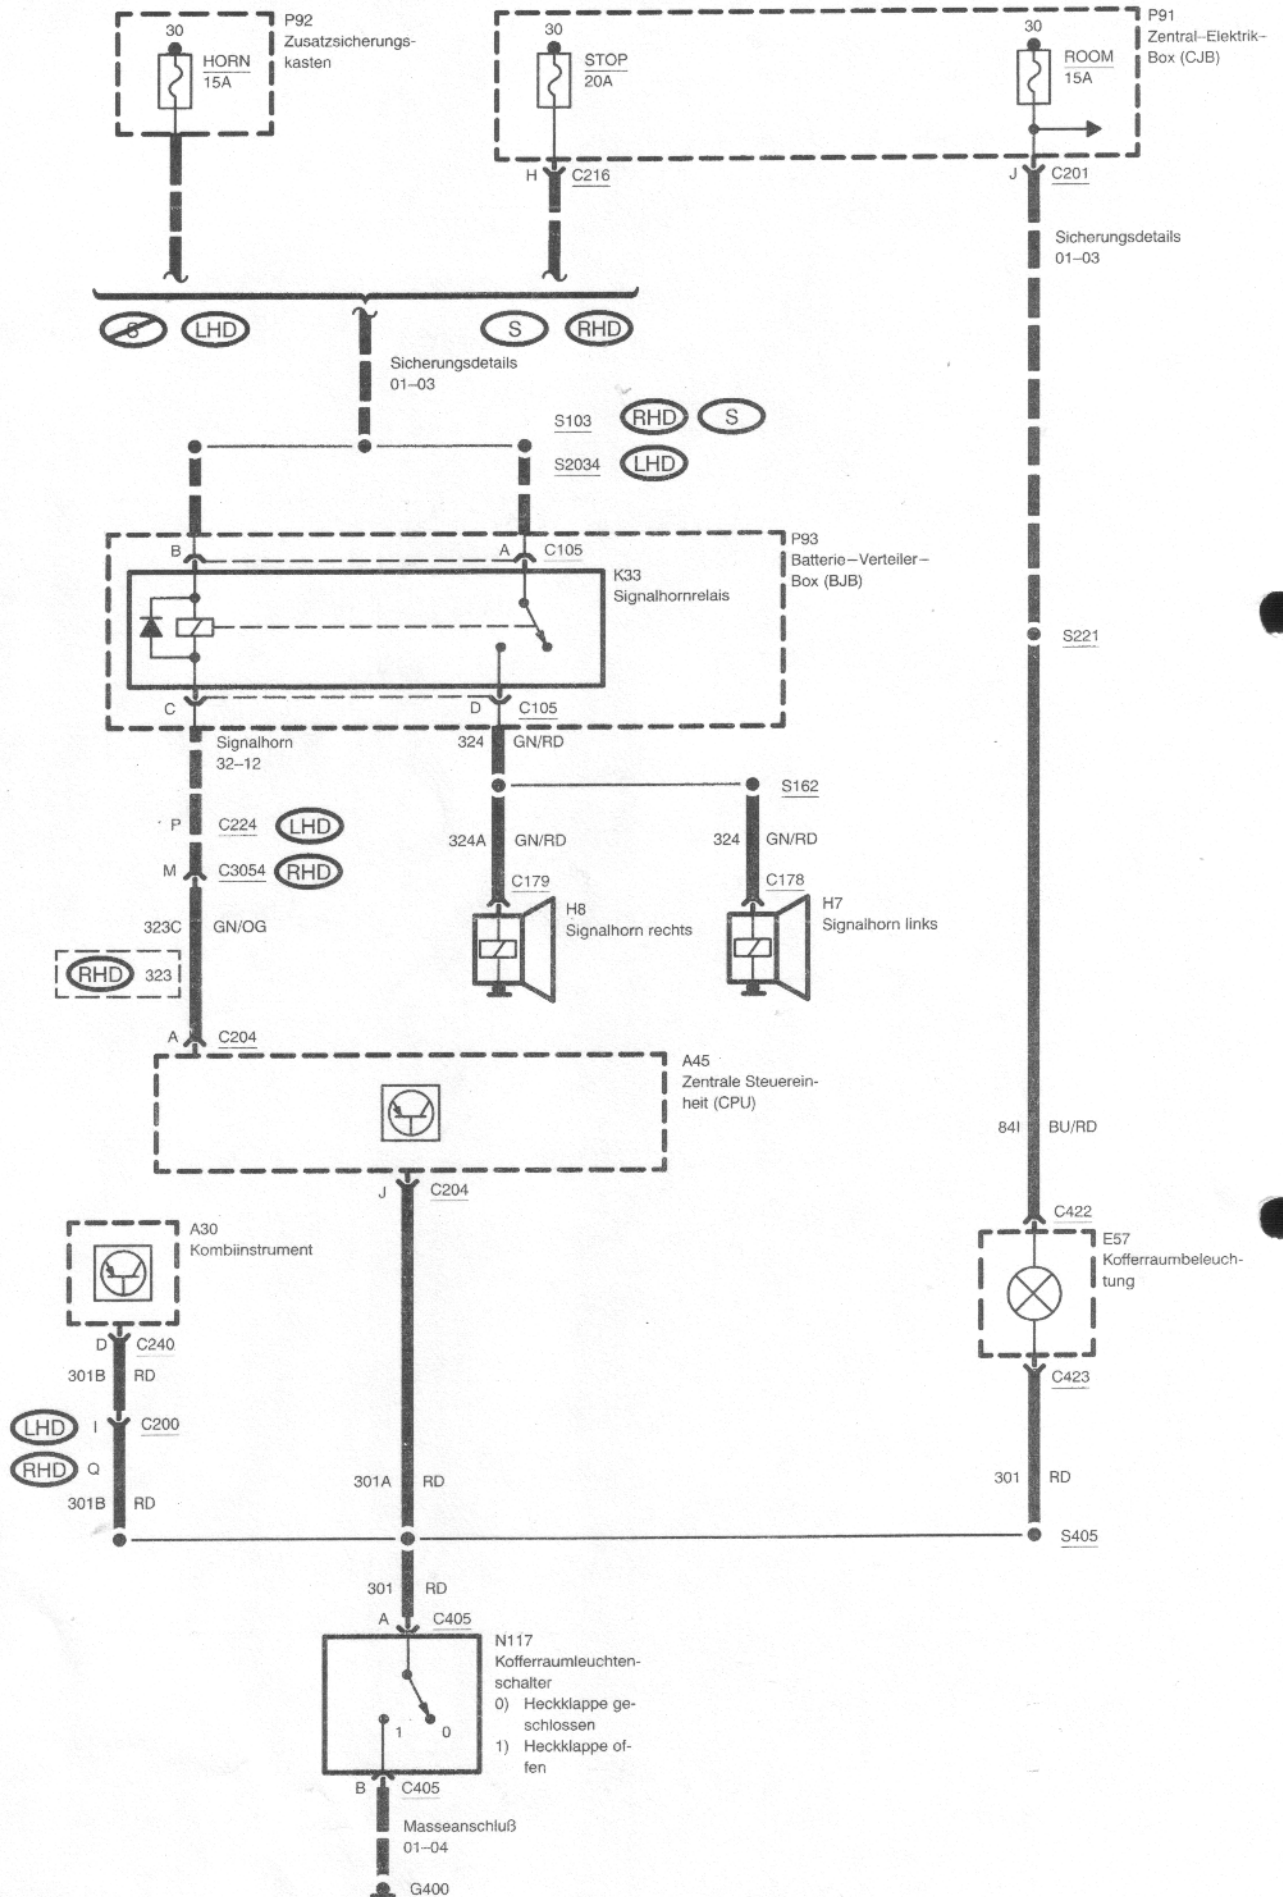 P92
Zusatzsicherungs-
kasten
30
HORN
15A
30
STOP
20A
30
ROOM
15A
P91
Zentral-Elektrik-
Box (CJB)
H C216
J C201
Sicherungsdetails
01-03
S LHD
S RHD
Sicherungsdetails
01-03
S103 RHD S
S2034 LHD
B A C105
P93
Batterie-Verteiler-
Box (BJB)
K33
Signalhornrelais
S221
C D C105
Signalhorn
32-12
324 GN/RD
S162
P C224 LHD
324A GN/RD
324 GN/RD
M C3054 RHD
C179
C178
323C GN/OG
H8
Signalhorn rechts
H7
Signalhorn links
RHD 323
A C204
A45
Zentrale Steuerein-
heit (CPU)
84I BU/RD
J C204
C422
A30
Kombiinstrument
E57
Kofferraumbeleuch-
tung
D C240
301B RD
C423
LHD I C200
RHD Q
301A RD
301 RD
301B RD
S405
301 RD
A C405
N117
Kofferraumleuchten-
schalter
0) Heckklappe ge-
schlossen
1) Heckklappe of-
fen
1 0
B C405
Masseanschluß
01-04
G400